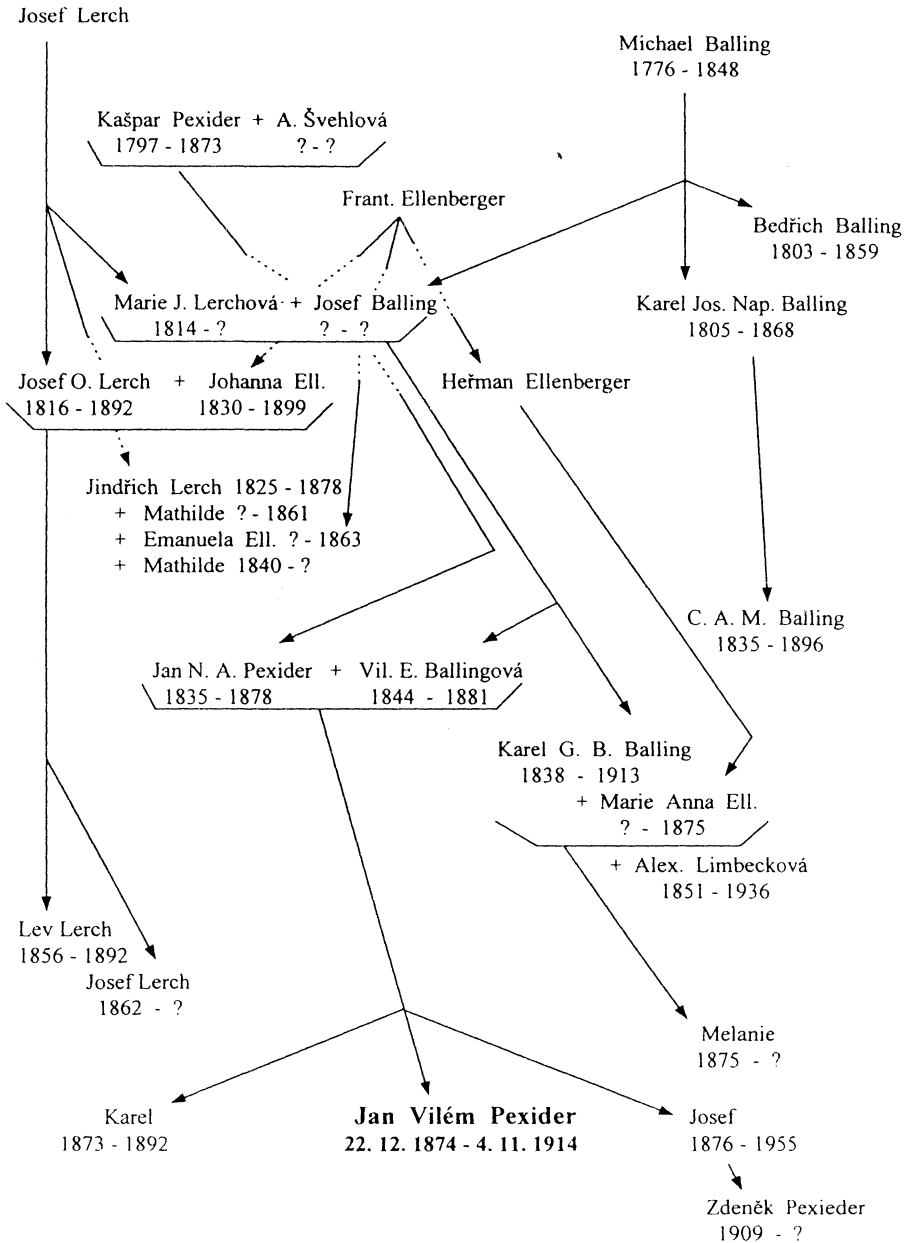 Josef Lerch
Michael Balling
1776 - 1848
Kašpar Pexider + A. Švehlová
1797 - 1873 ? - ?
Frant. Ellenberger
Bedřich Balling
1803 - 1859
Marie J. Lerchová + Josef Balling
1814 - ? ? - ?
Karel Jos. Nap. Balling
1805 - 1868
Josef O. Lerch + Johanna Ell.
1816 - 1892 1830 - 1899
Heřman Ellenberger
Jindřich Lerch 1825 - 1878
+ Mathilde ? - 1861
+ Emanuela Ell. ? - 1863
+ Mathilde 1840 - ?
C. A. M. Balling
1835 - 1896
Jan N. A. Pexider + Vil. E. Ballingová
1835 - 1878 1844 - 1881
Karel G. B. Balling
1838 - 1913
+ Marie Anna Ell.
? - 1875
+ Alex. Limbecková
1851 - 1936
Lev Lerch
1856 - 1892
Josef Lerch
1862 - ?
Melanie
1875 - ?
Karel
1873 - 1892
Jan Vilém Pexider
22. 12. 1874 - 4. 11. 1914
Josef
1876 - 1955
Zdeněk Pexieder
1909 - ?